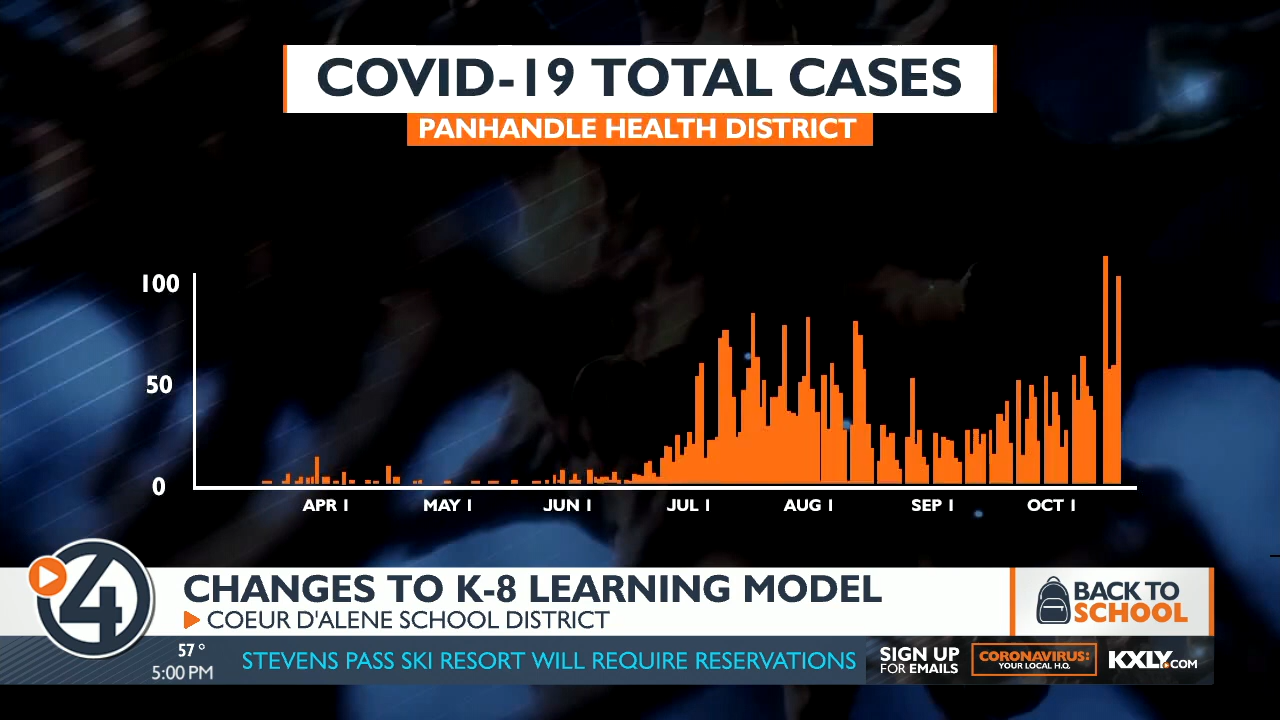 COVID-19 TOTAL CASES
PANHANDLE HEALTH DISTRICT
100
50
0
APR 1 MAY 1 JUN 1 JUL 1 AUG 1 SEP 1 OCT 1
4
CHANGES TO K-8 LEARNING MODEL
COEUR D'ALENE SCHOOL DISTRICT
BACK TO
SCHOOL
57°
5:00 PM
STEVENS PASS SKI RESORT WILL REQUIRE RESERVATIONS
SIGN UP
FOR EMAILS
CORONAVIRUS:
YOUR LOCAL H.Q.
KXLY.COM